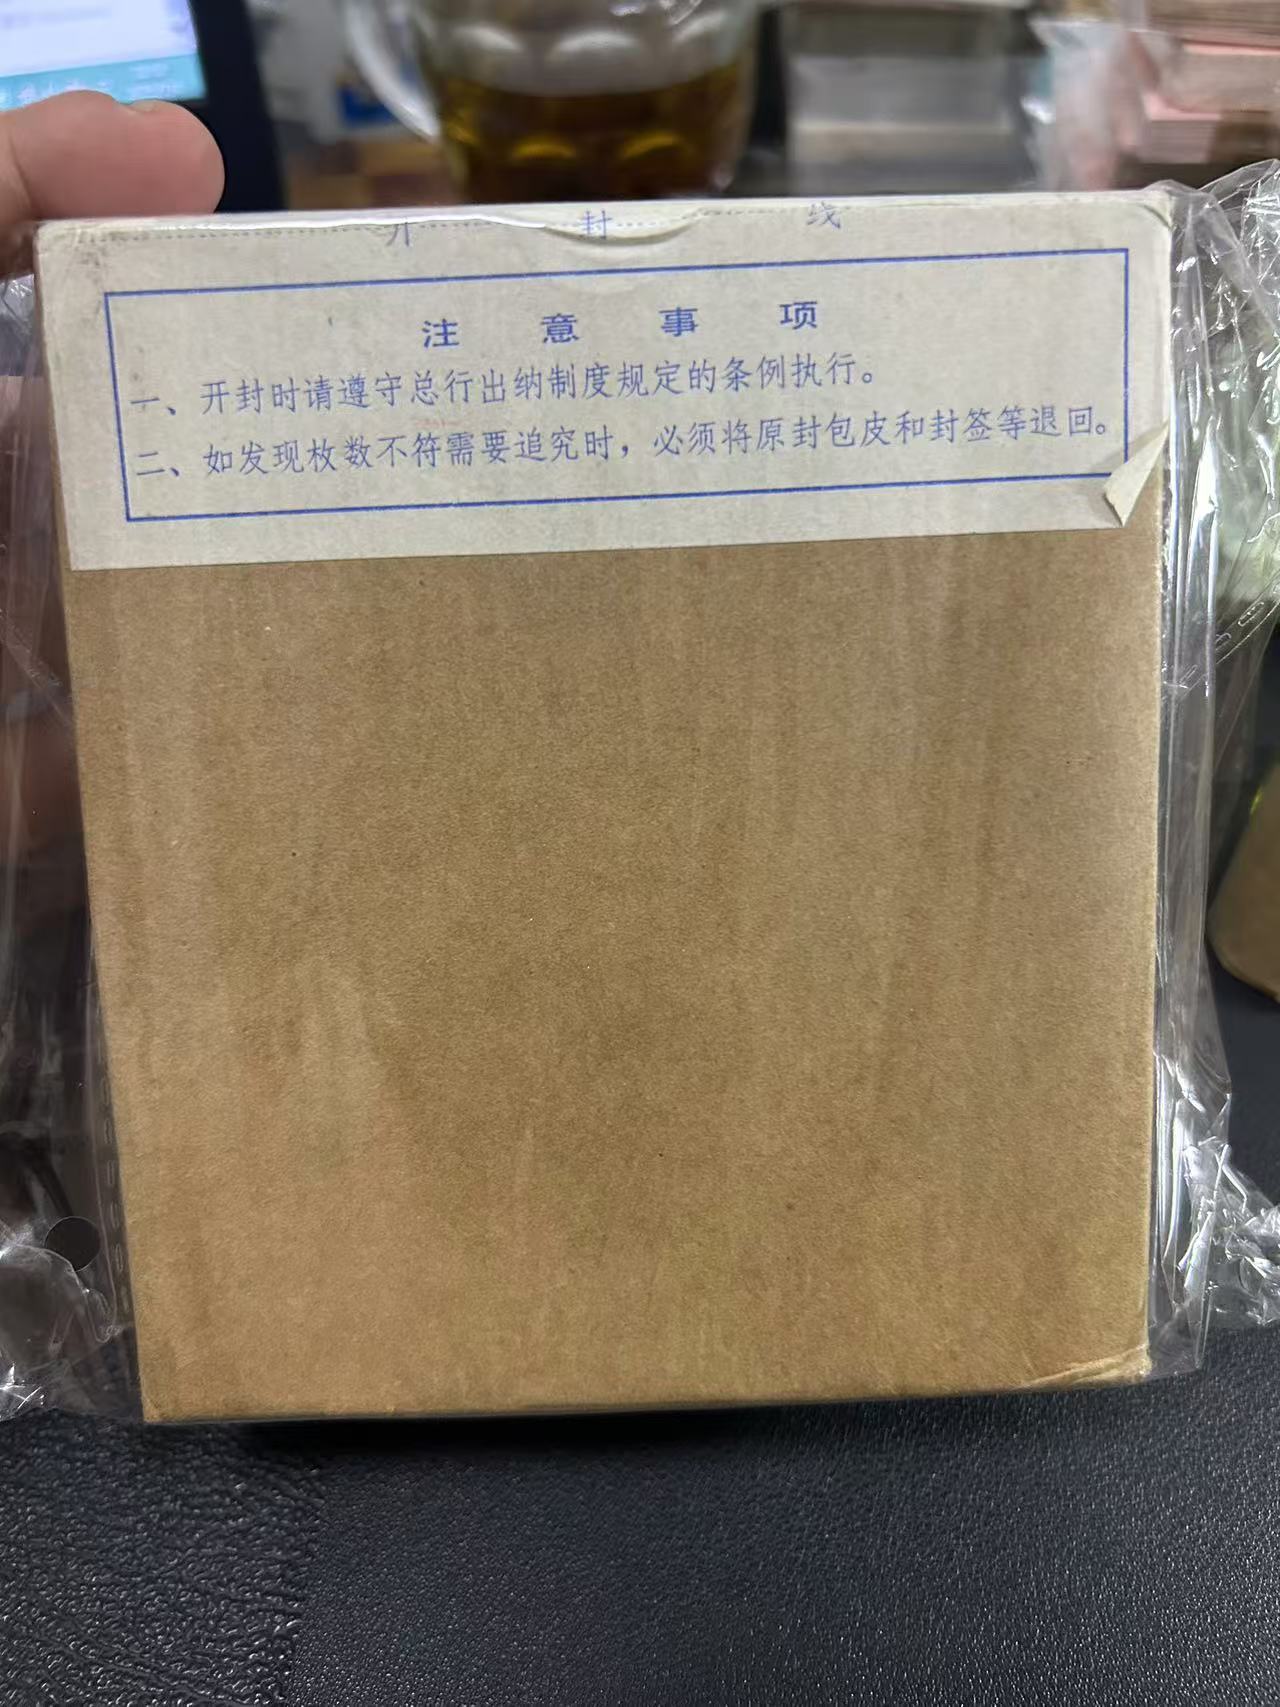 开封线
注意事项
一、开封时请遵守总行出纳制度规定的条例执行。
二、如发现枚数不符需要追究时，必须将原封包皮和封签等退回。